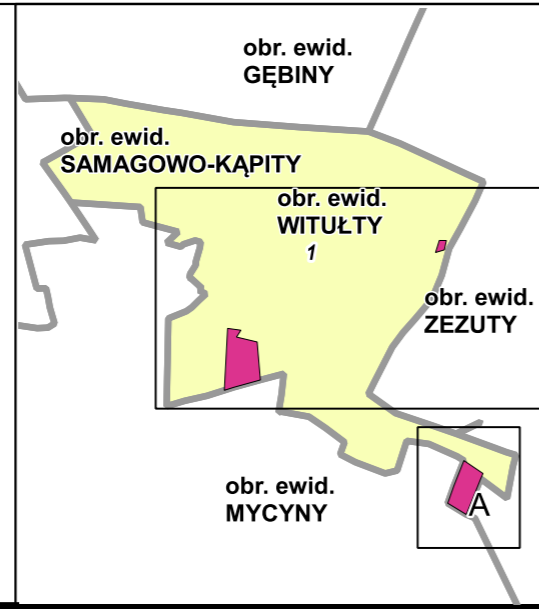 obr. ewid.
GĘBINY
obr. ewid.
SAMAGOWO-KĄPITY
obr. ewid.
WITUŁTY
1
obr. ewid.
ZEZUTY
obr. ewid.
MYCYNY
A